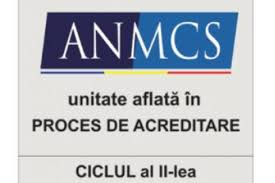 ANMCS
unitate aflată în
PROCES DE ACREDITARE
CICLUL al II-lea